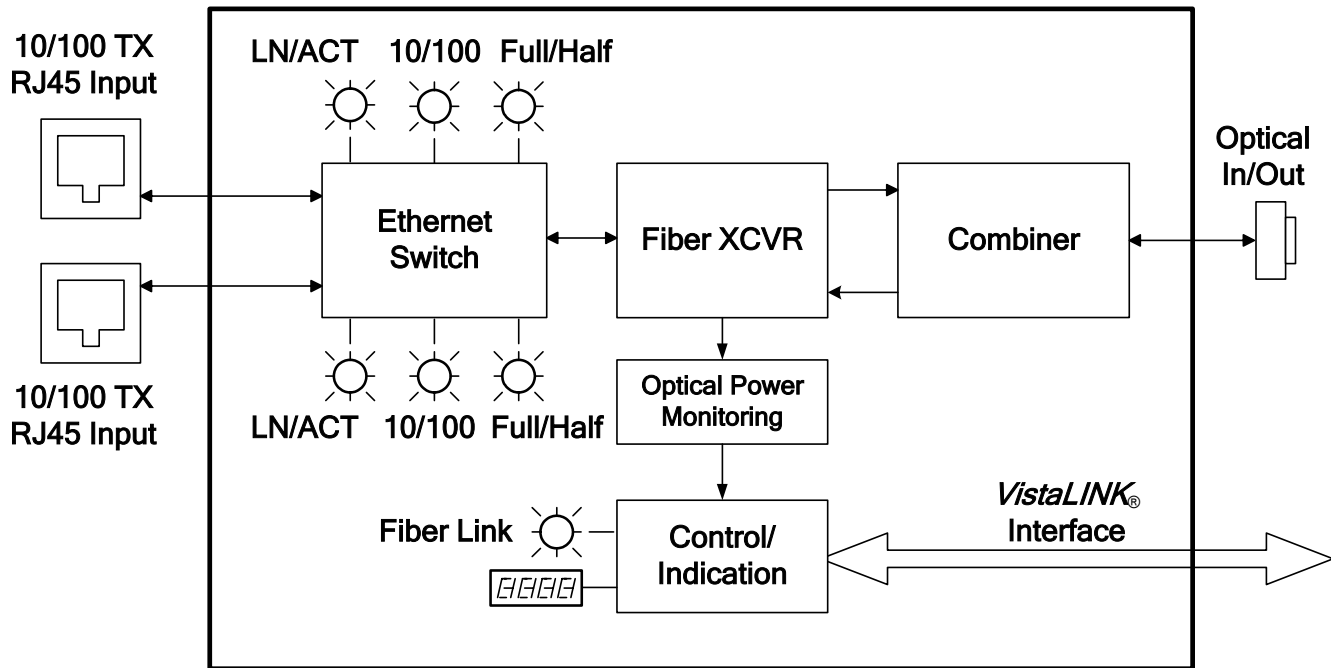 10/100 TX
RJ45 Input
LN/ACT 10/100 Full/Half
Optical
In/Out
Ethernet
Switch
Fiber XCVR
Combiner
10/100 TX
RJ45 Input
LN/ACT 10/100 Full/Half
Optical Power
Monitoring
VistaLINK®
Interface
Fiber Link
Control/
Indication